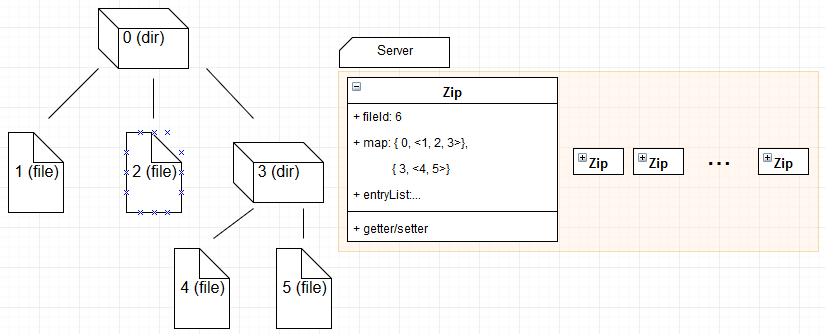 0 (dir)
1 (file)
2 (file)
3 (dir)
4 (file)
5 (file)
Server
Zip
+ fileId: 6
+ map: { 0, <1, 2, 3>},
{ 3, <4, 5>}
+ entryList:...
+ getter/setter
Zip
Zip
...
Zip